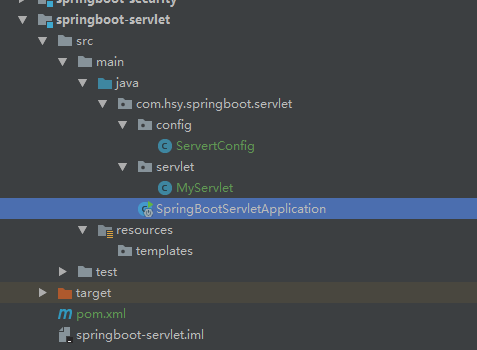 springboot-security
springboot-servlet
src
main
java
com.hsy.springboot.servlet
config
ServertConfig
servlet
MyServlet
SpringBootServletApplication
resources
templates
test
target
pom.xml
springboot-servlet.iml